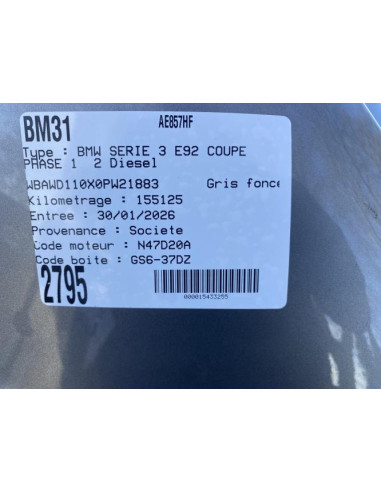 BM31 AE857HF
Type : BMW SERIE 3 E92 COUPE
PHASE 1 2 Diesel
WBAWD110X0PW21883 Gris fonce
Kilometrage : 155125
Entree : 30/01/2026
Provenance : Societe
Code moteur : N47D20A
Code boite : GS6-37DZ
2795
000015433255